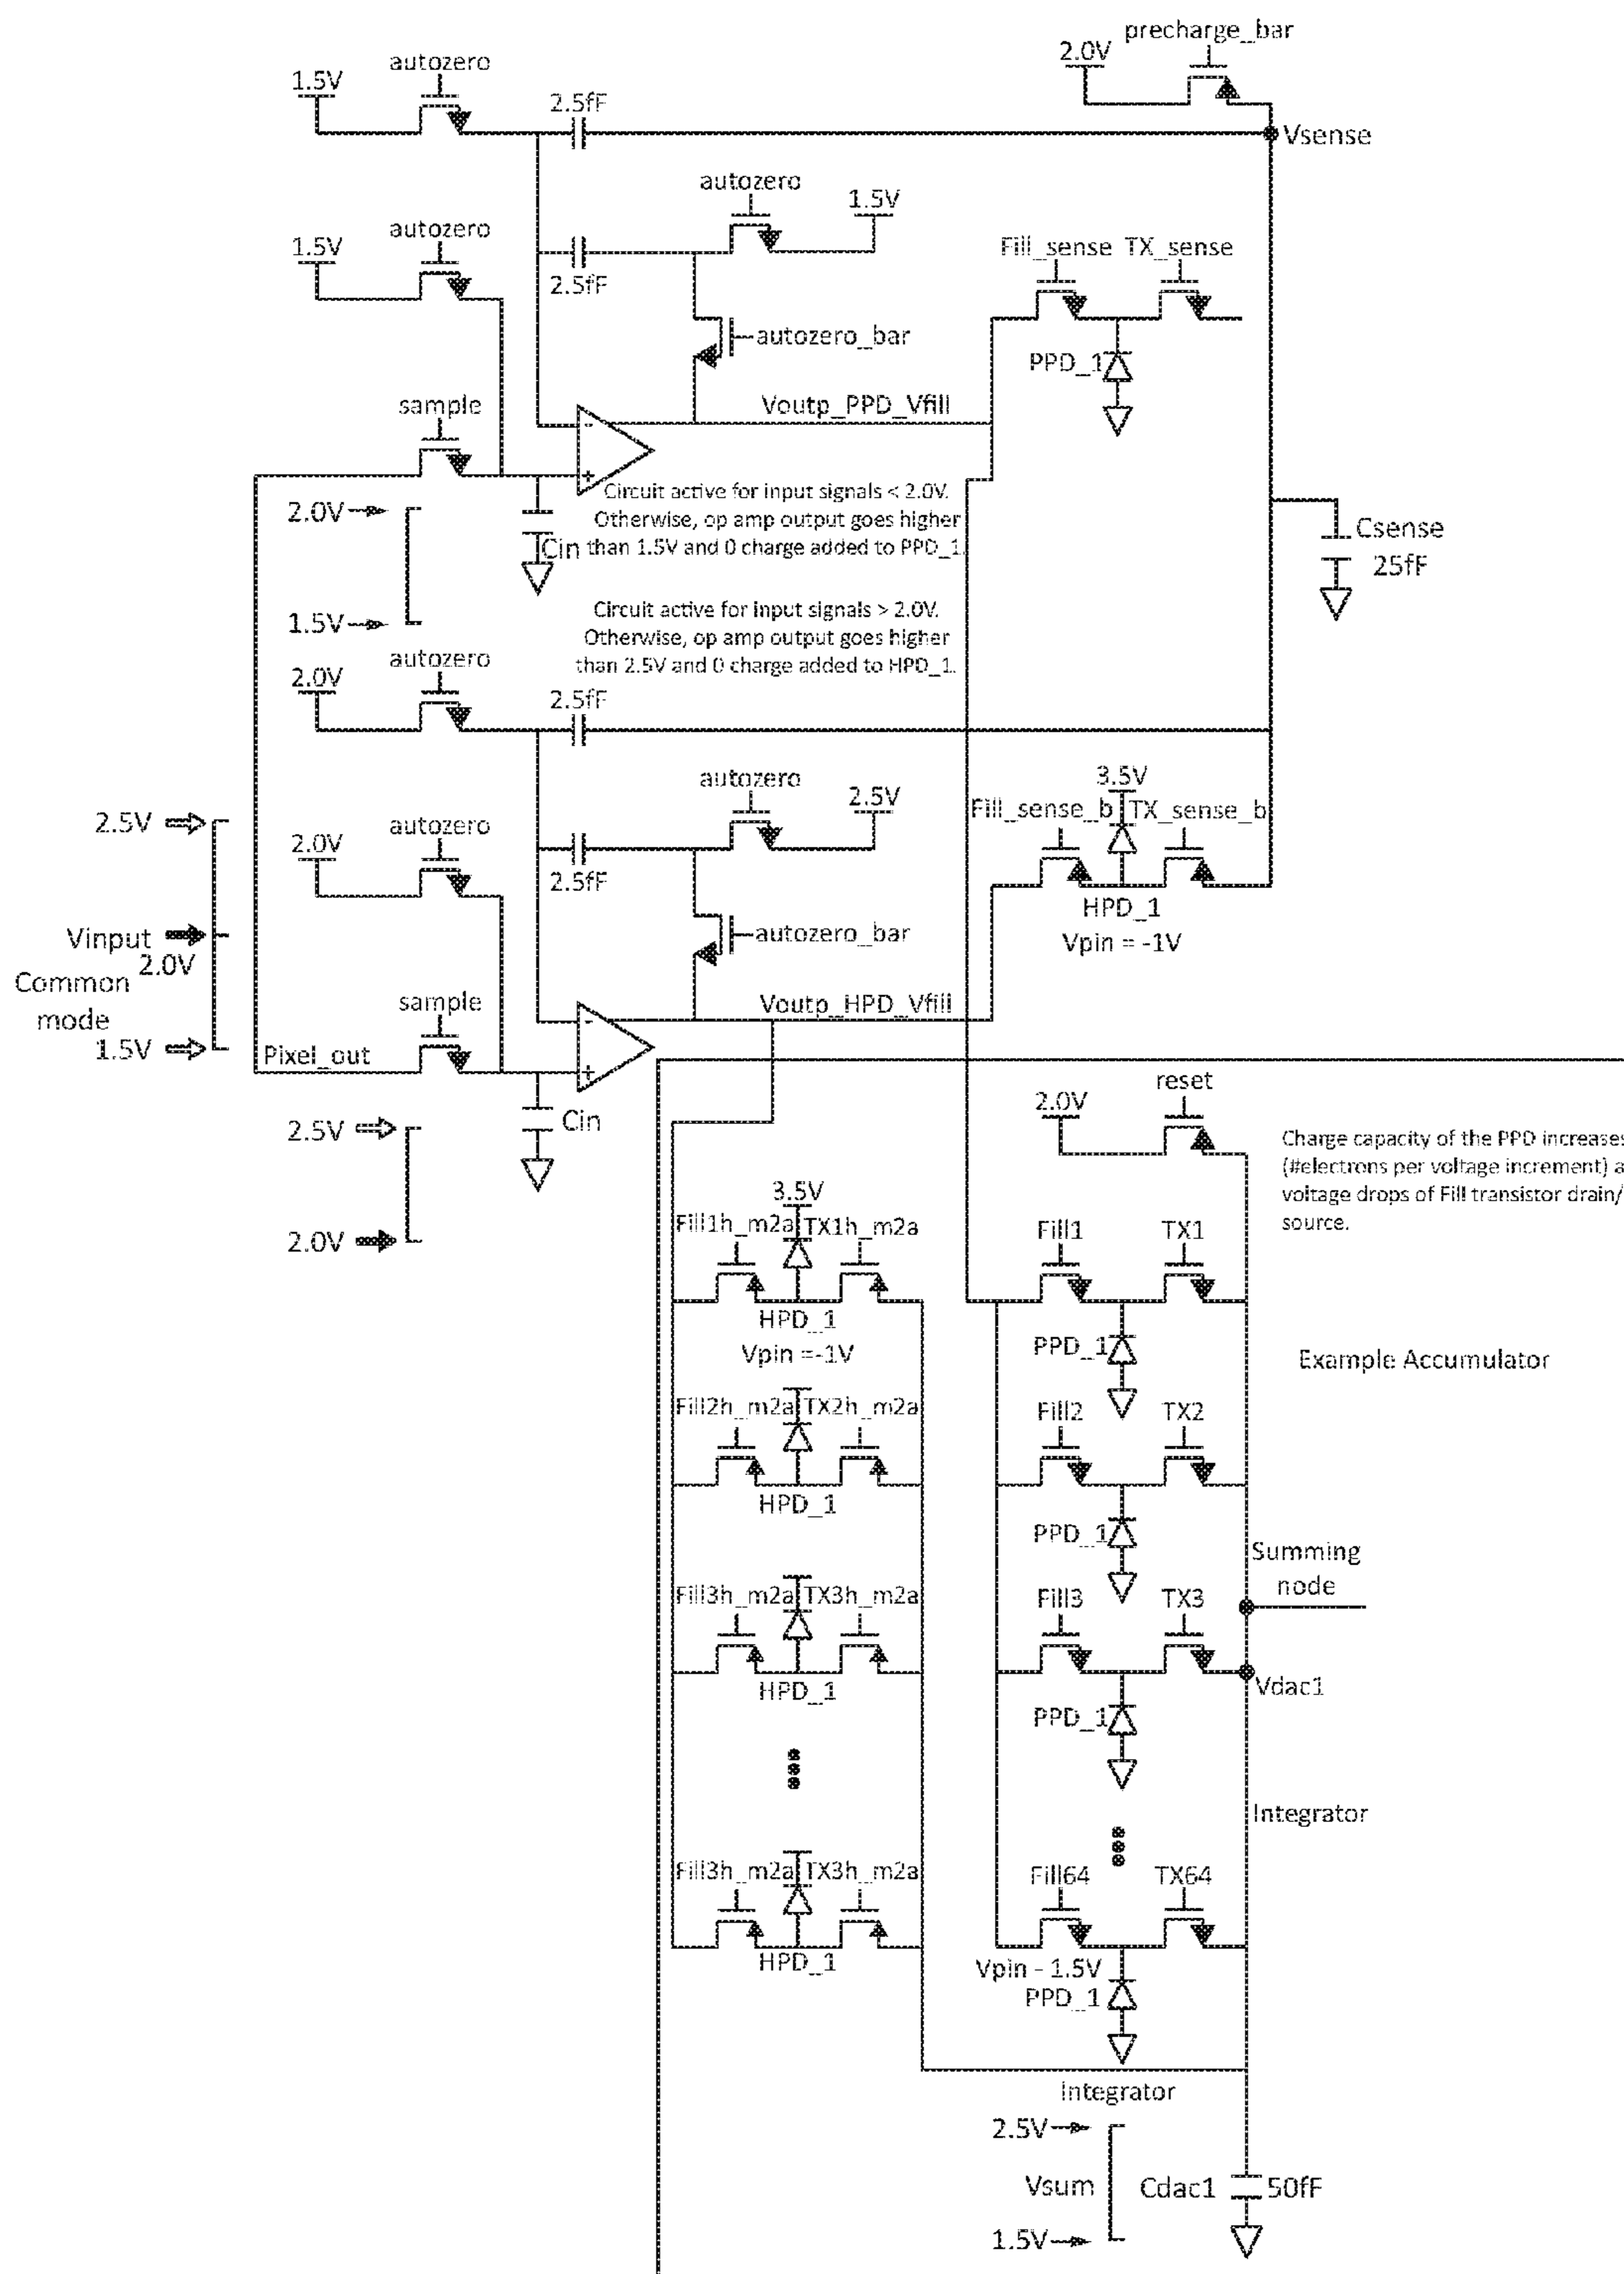 precharge_bar
2.0V
autozero
1.5V
2.5fF
Vsense
autozero
1.5V
autozero
1.5V
2.5fF
Fill_sense TX_sense
autozero_bar
PPD_1
Voutp_PPD_Vfill
sample
-
+
Circuit active for input signals < 2.0V.
Otherwise, op amp output goes higher
than 1.5V and 0 charge added to PPD_1.
2.0V
1.5V
Cin
Csense
25fF
Circuit active for input signals > 2.0V.
Otherwise, op amp output goes higher
than 2.5V and 0 charge added to HPD_1.
autozero
2.0V
2.5fF
autozero
2.5V
3.5V
Fill_sense_b TX_sense_b
autozero
2.0V
2.5fF
HPD_1
Vpin = -1V
autozero_bar
2.5V
Vinput
2.0V
Common
mode
1.5V
sample
Voutp_HPD_Vfill
Pixel_out
-
+
Cin
2.5V
2.0V
2.0V
reset
Charge capacity of the PPD increases
(#electrons per voltage increment) a
voltage drops of Fill transistor drain/
source.
3.5V
Fill1h_m2a TX1h_m2a
HPD_1
Vpin =-1V
Fill1
TX1
PPD_1
Example Accumulator
Fill2h_m2a TX2h_m2a
HPD_1
Fill2
TX2
PPD_1
Summing
node
Fill3h_m2a TX3h_m2a
HPD_1
Fill3
TX3
PPD_1
Vdac1
Integrator
Fill3h_m2a TX3h_m2a
HPD_1
Fill64
TX64
Vpin - 1.5V
PPD_1
Integrator
2.5V
Vsum
1.5V
Cdac1
50fF